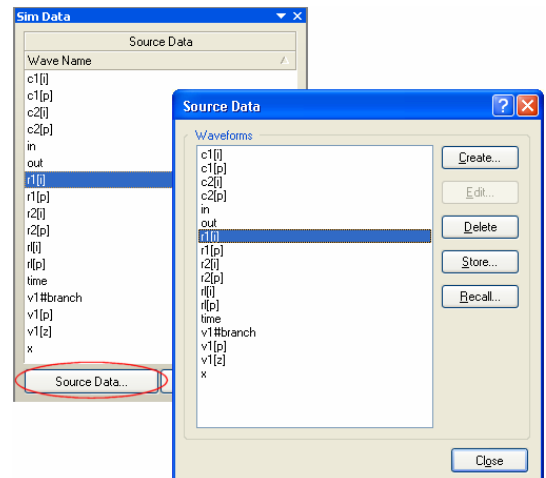 Sim Data
Source Data
Wave Name
c1[i]
c1[p]
c2[i]
c2[p]
in
out
r1[i]
r1[p]
r2[i]
r2[p]
rl[i]
rl[p]
time
v1#branch
v1[p]
v1[z]
x
Source Data...
Source Data
Waveforms
c1[i]
c1[p]
c2[i]
c2[p]
in
out
r1[i]
r1[p]
r2[i]
r2[p]
rl[i]
rl[p]
time
v1#branch
v1[p]
v1[z]
x
Create...
Edit...
Delete
Store...
Recall...
Close